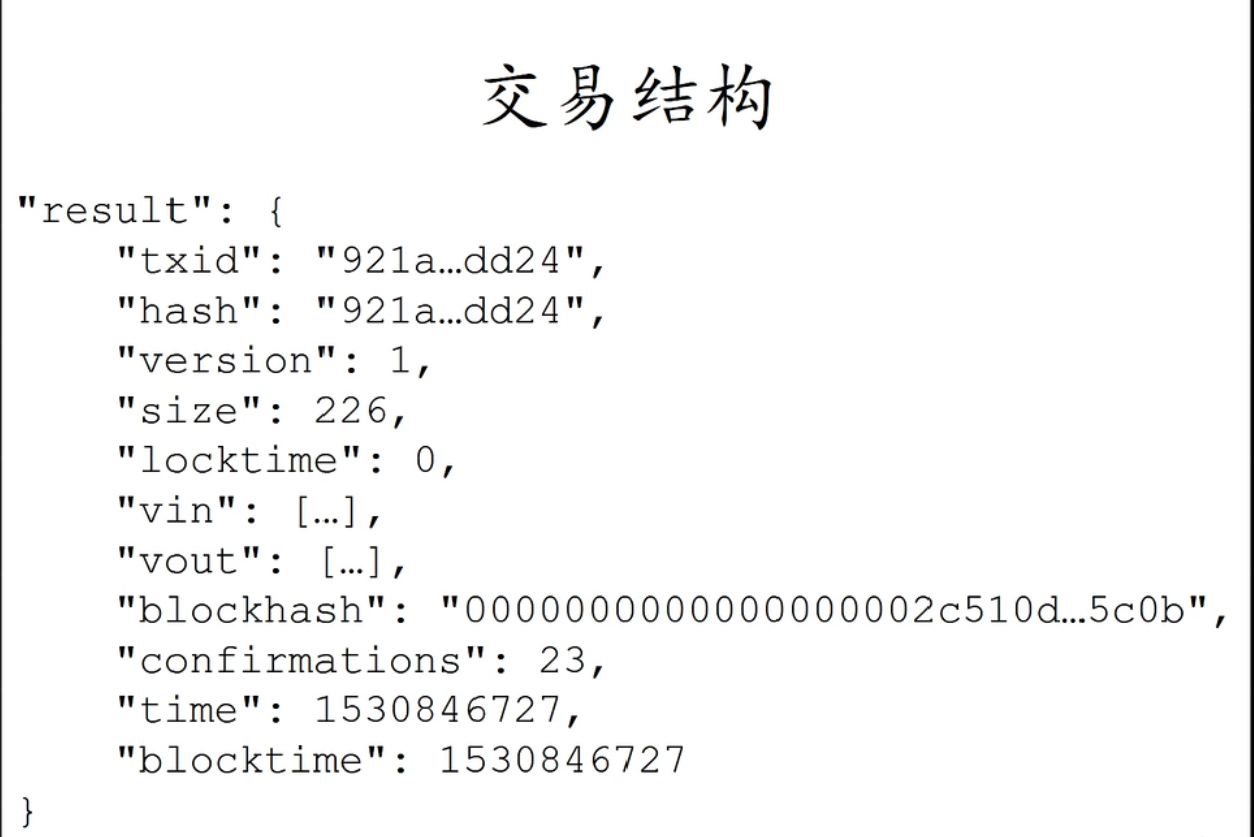 交易结构
"result": {
"txid": "921a…dd24",
"hash": "921a…dd24",
"version": 1,
"size": 226,
"locktime": 0,
"vin": […],
"vout": […],
"blockhash": "0000000000000000002c510d…5c0b",
"confirmations": 23,
"time": 1530846727,
"blocktime": 1530846727
}